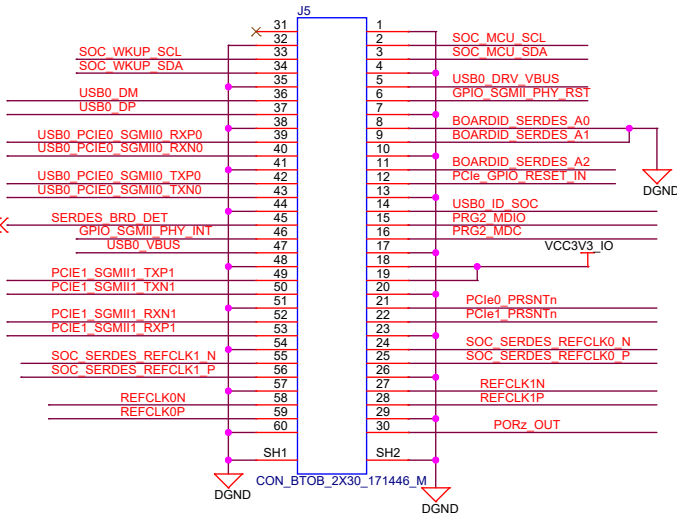 J5
31 1
32 2 SOC_MCU_SCL
SOC_WKUP_SCL 33 3 SOC_MCU_SDA
SOC_WKUP_SDA 34 4
35 5 USB0_DRV_VBUS
USB0_DM 36 6 GPIO_SGMII_PHY_RST
USB0_DP 37 7
38 8 BOARDID_SERDES_A0
USB0_PCIE0_SGMII0_RXP0 39 9 BOARDID_SERDES_A1
USB0_PCIE0_SGMII0_RXN0 40 10
41 11 BOARDID_SERDES_A2
USB0_PCIE0_SGMII0_TXP0 42 12 PCIe_GPIO_RESET_IN
USB0_PCIE0_SGMII0_TXN0 43 13 DGND
44 14 USB0_ID_SOC
SERDES_BRD_DET 45 15 PRG2_MDIO
GPIO_SGMII_PHY_INT 46 16 PRG2_MDC
USB0_VBUS 47 17 VCC3V3_IO
48 18
PCIE1_SGMII1_TXP1 49 19
PCIE1_SGMII1_TXN1 50 20
51 21 PCIe0_PRSNTn
PCIE1_SGMII1_RXN1 52 22 PCIe1_PRSNTn
PCIE1_SGMII1_RXP1 53 23
54 24 SOC_SERDES_REFCLK0_N
SOC_SERDES_REFCLK1_N 55 25 SOC_SERDES_REFCLK0_P
SOC_SERDES_REFCLK1_P 56 26
57 27 REFCLK1N
REFCLK0N 58 28 REFCLK1P
REFCLK0P 59 29
60 30 PORz_OUT
SH1 SH2
CON_BTOB_2X30_171446_M
DGND DGND